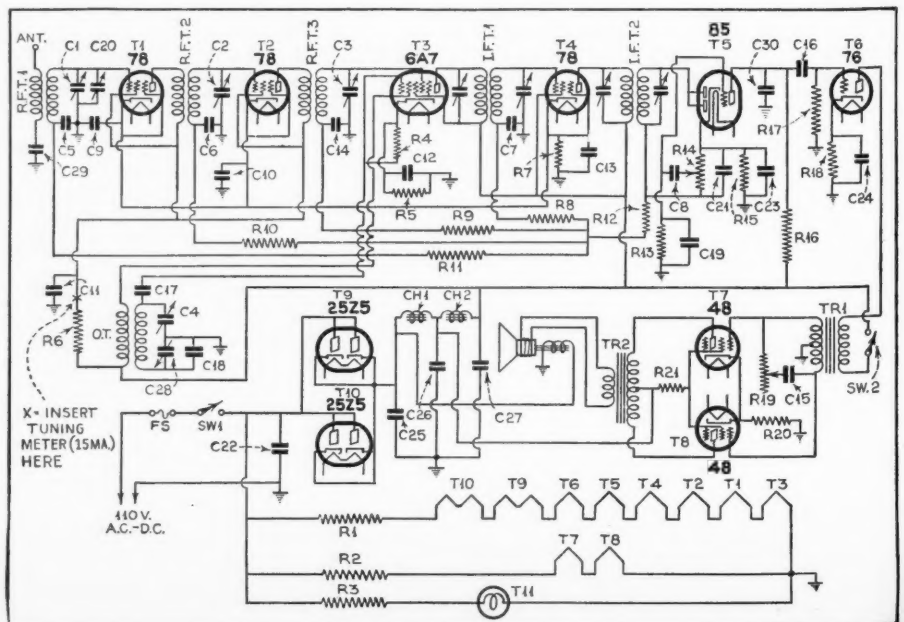 ANT.
R.F.T.1
C1
C20
T1
78
R.F.T.2
C2
T2
78
R.F.T.3
C3
T3
6A7
I.F.T.1
T4
78
I.F.T.2
85
T5
C30
C16
T6
76
C5
C9
C29
C6
C10
C14
R4
C12
R5
C7
R7
C13
R8
R9
R10
R11
R12
C8
R13
C19
R14
C21
R15
C23
R17
R18
C24
R16
C11
R6
O.T.
C17
C4
C18
C28
X=INSERT
TUNING
METER (15MA.)
HERE
FS
SW1
C22
110 V.
A.C.-D.C.
T9
25Z5
T10
25Z5
CH1
CH2
C26
C25
C27
TR2
R21
T7
48
T8
48
R19
C15
R20
TR1
SW.2
R1
T10
T9
T6
T5
T4
T2
T1
T3
R2
T7
T8
R3
T11